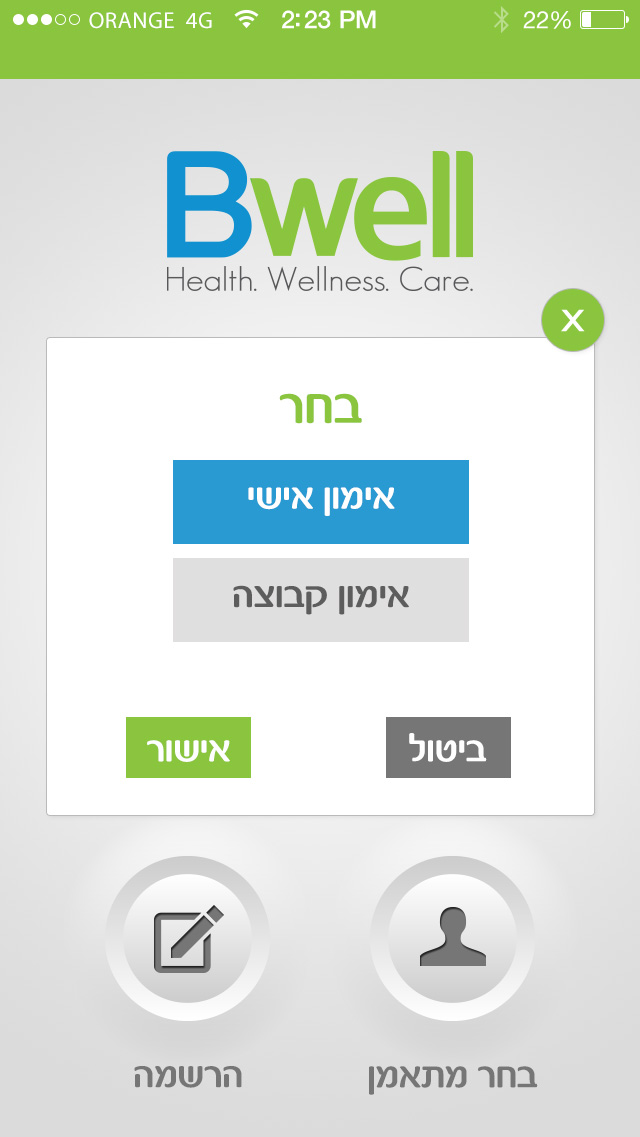 ORANGE 4G 2:23 PM 22%
Bwell
Health. Wellness. Care.
X
בחר
אימון אישי
אימון קבוצה
ביטול
אישור
בחר מתאמן
הרשמה